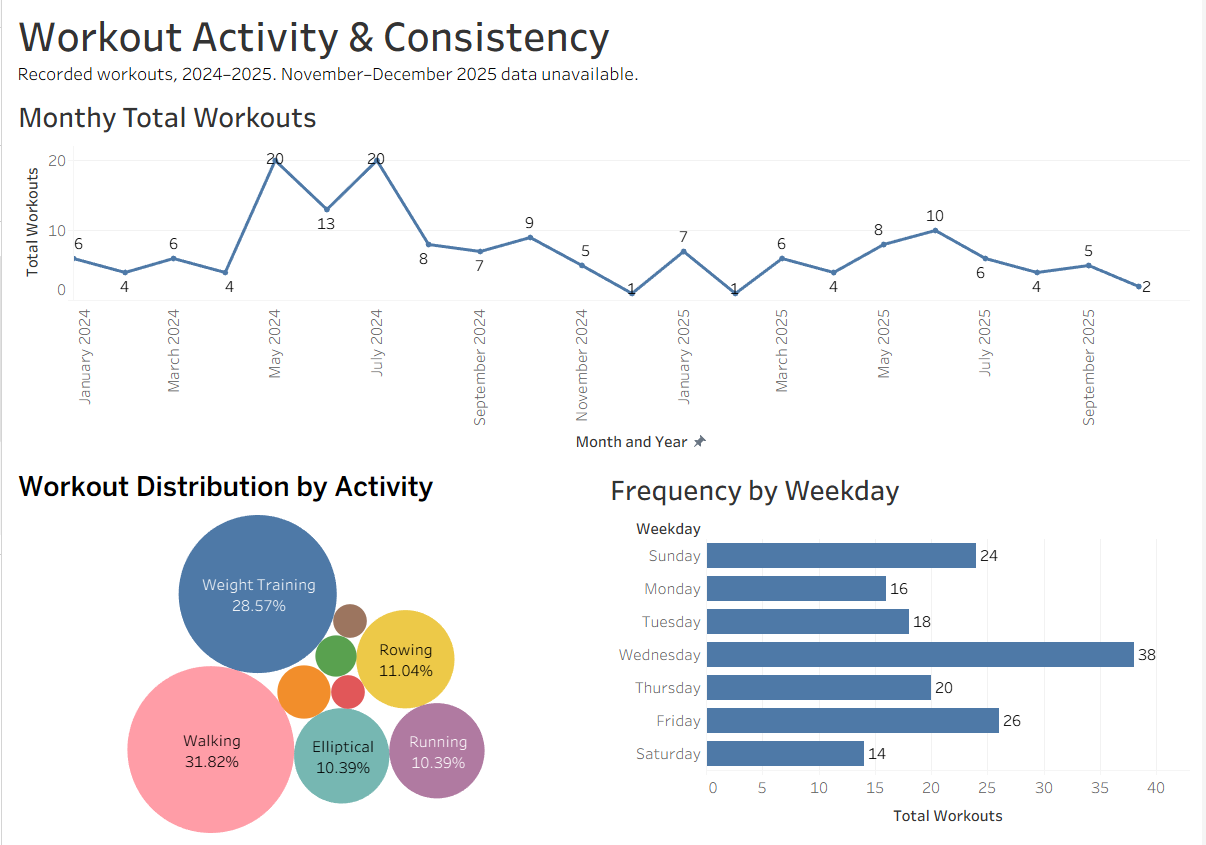 Workout Activity & Consistency
Recorded workouts, 2024–2025. November–December 2025 data unavailable.
Monthy Total Workouts
Total Workouts
20
10
0
6
4
6
4
20
13
20
8
7
9
5
1
7
1
6
4
8
10
6
4
5
2
January 2024
March 2024
May 2024
July 2024
September 2024
November 2024
January 2025
March 2025
May 2025
July 2025
September 2025
Month and Year
Workout Distribution by Activity
Weight Training
28.57%
Rowing
11.04%
Walking
31.82%
Elliptical
10.39%
Running
10.39%
Frequency by Weekday
Weekday
Sunday 24
Monday 16
Tuesday 18
Wednesday 38
Thursday 20
Friday 26
Saturday 14
0 5 10 15 20 25 30 35 40
Total Workouts